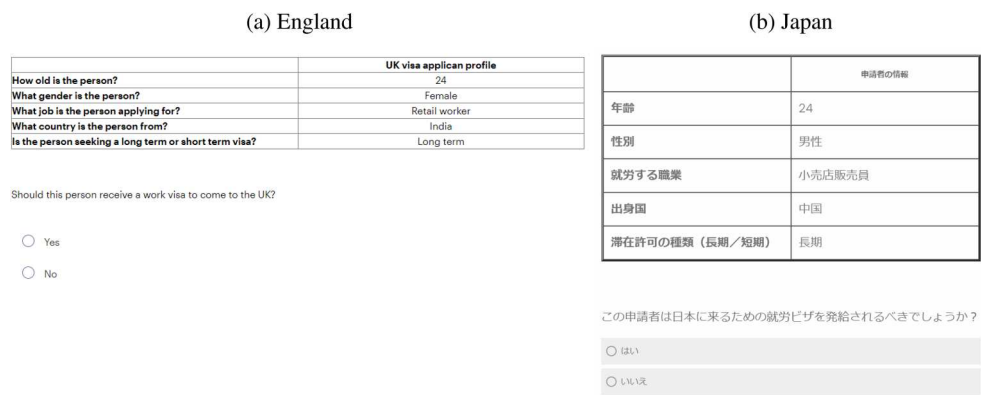 (a) England
UK visa applican profile
How old is the person? 24
What gender is the person? Female
What job is the person applying for? Retail worker
What country is the person from? India
Is the person seeking a long term or short term visa? Long term
Should this person receive a work visa to come to the UK?
Yes
No
(b) Japan
申請者の情報
年齢 24
性別 男性
就労する職業 小売店販売員
出身国 中国
滞在許可の種類（長期／短期） 長期
この申請者は日本に来るための就労ビザを発給されるべきでしょうか？
はい
いいえ